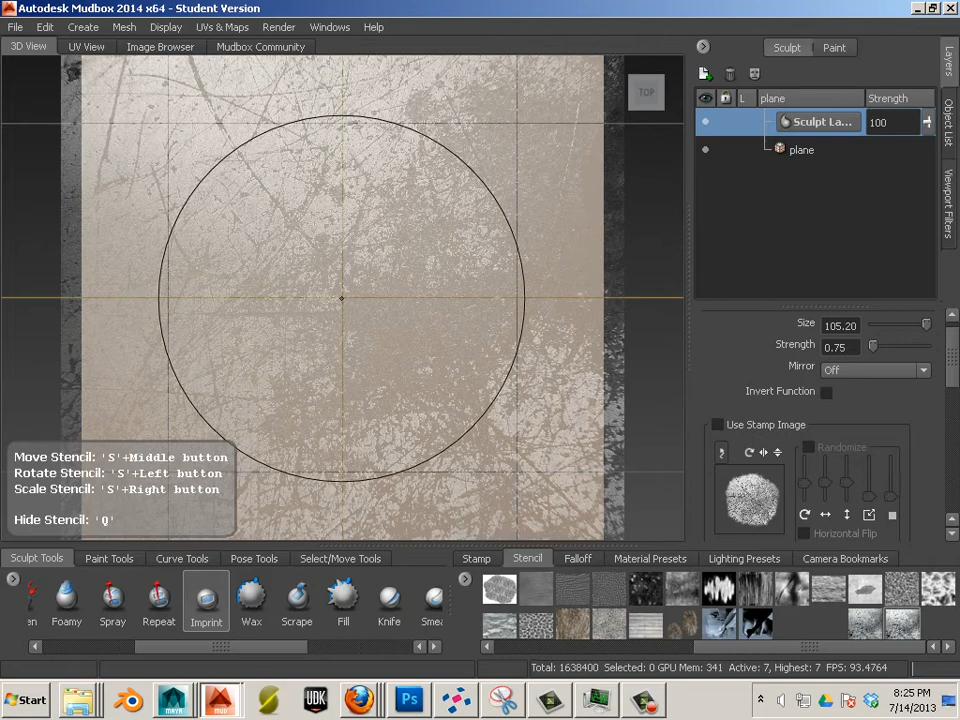 Autodesk Mudbox 2014 x64 - Student Version
File Edit Create Mesh Display UVs & Maps Render Windows Help
3D View UV View Image Browser Mudbox Community
Sculpt Paint
L plane Strength
Sculpt La... 100
plane
Layers
Object List
Viewport Filters
TOP
Size 105.20
Strength 0.75
Mirror Off
Invert Function
Use Stamp Image
Randomize
Horizontal Flip
Move Stencil: 'S'+Middle button
Rotate Stencil: 'S'+Left button
Scale Stencil: 'S'+Right button
Hide Stencil: 'Q'
Sculpt Tools Paint Tools Curve Tools Pose Tools Select/Move Tools
Stamp Stencil Falloff Material Presets Lighting Presets Camera Bookmarks
en Foamy Spray Repeat Imprint Wax Scrape Fill Knife Smea
Total: 1638400 Selected: 0 GPU Mem: 341 Active: 7, Highest: 7 FPS: 93.4764
Start
MUD
UDK
Ps
8:25 PM
7/14/2013